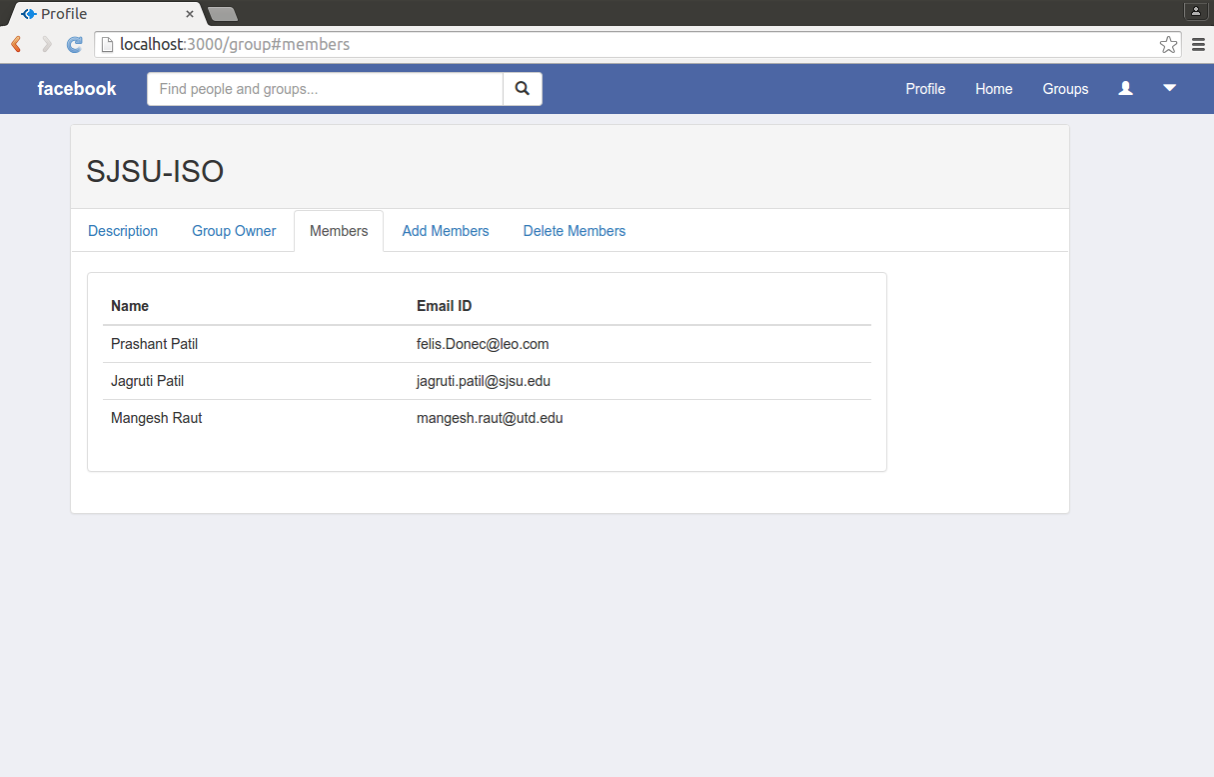 Profile
localhost:3000/group#members
facebook Find people and groups... Profile Home Groups
SJSU-ISO
Description Group Owner Members Add Members Delete Members
Name Email ID
Prashant Patil felis.Donec@leo.com
Jagruti Patil jagruti.patil@sjsu.edu
Mangesh Raut mangesh.raut@utd.edu